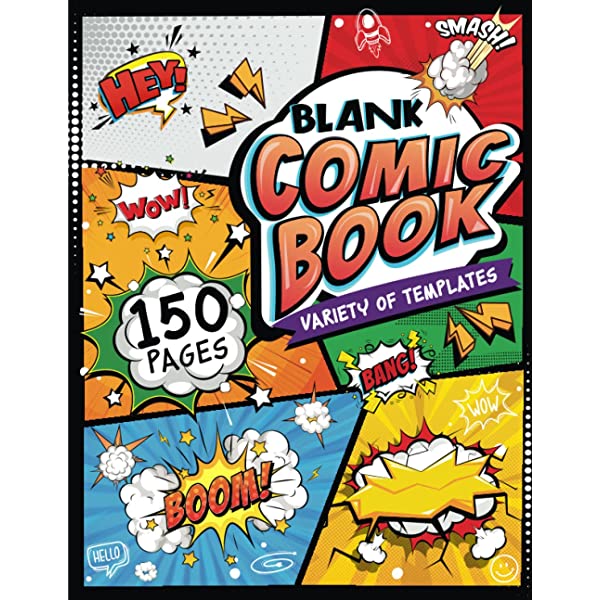 HEY!
SMASH!
BLANK
COMIC
BOOK
VARIETY OF TEMPLATES
WOW!
150
PAGES
BANG!
WOW
BOOM!
HELLO